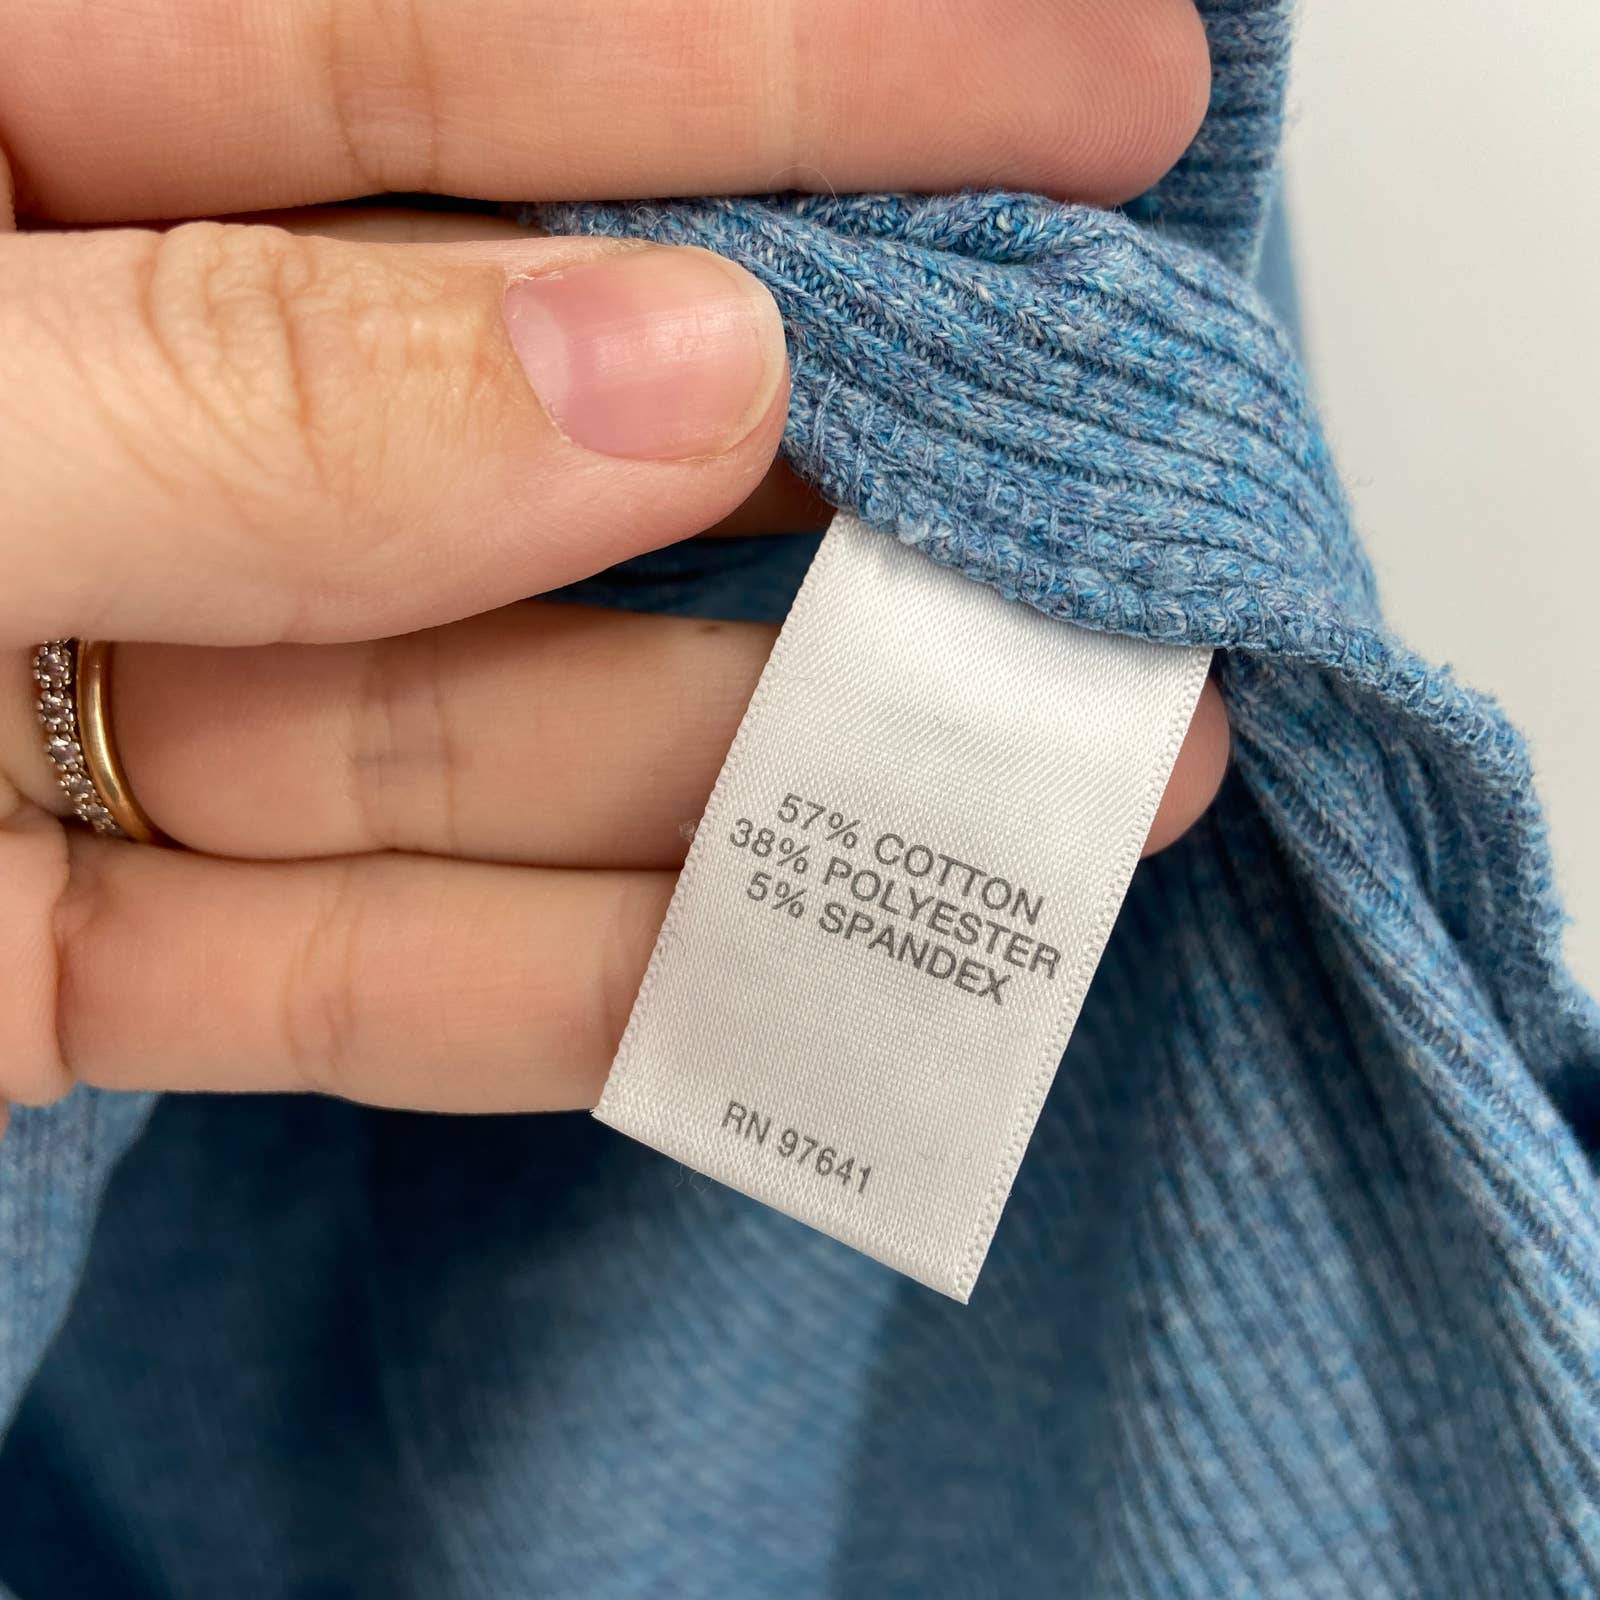 57% COTTON
38% POLYESTER
5% SPANDEX
RN 97641